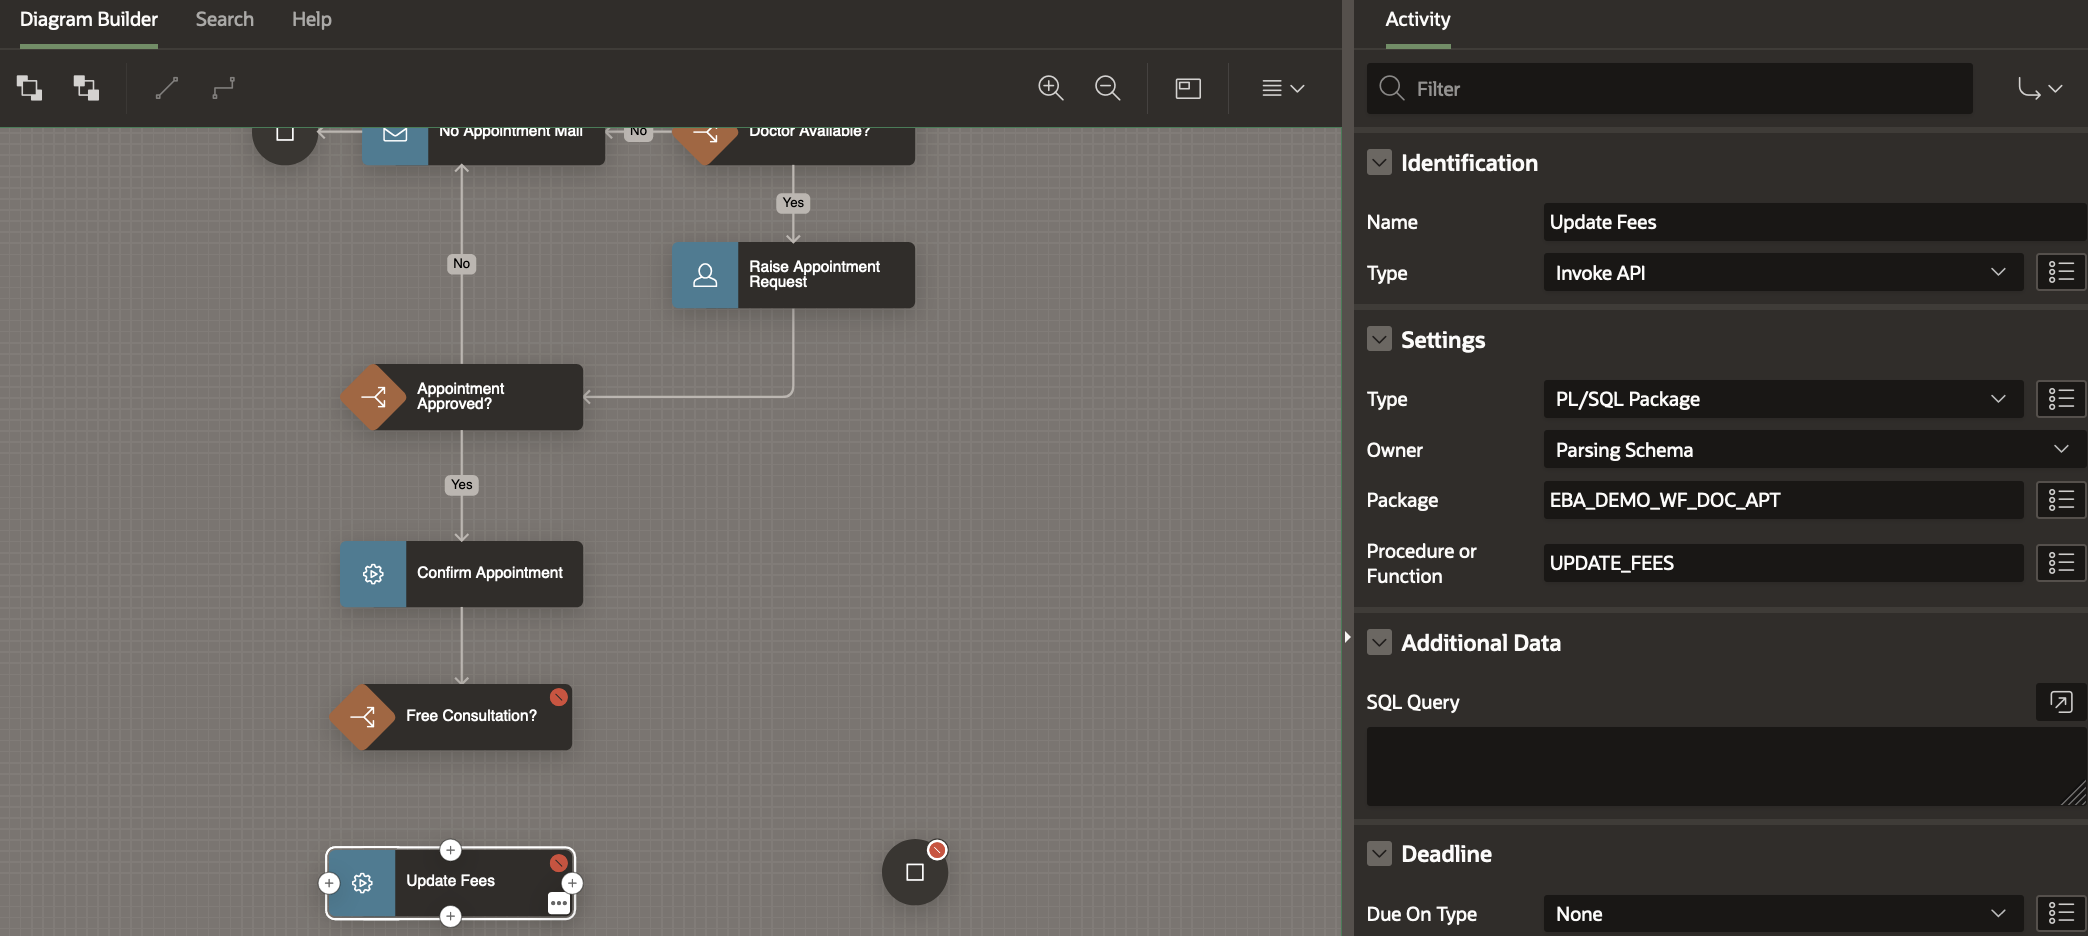 Diagram Builder
Search
Help
No Appointment Mail
No
Doctor Available?
Yes
No
Raise Appointment
Request
Appointment
Approved?
Yes
Confirm Appointment
Free Consultation?
Update Fees
Activity
Filter
Identification
Name
Update Fees
Type
Invoke API
Settings
Type
PL/SQL Package
Owner
Parsing Schema
Package
EBA_DEMO_WF_DOC_APT
Procedure or
Function
UPDATE_FEES
Additional Data
SQL Query
Deadline
Due On Type
None